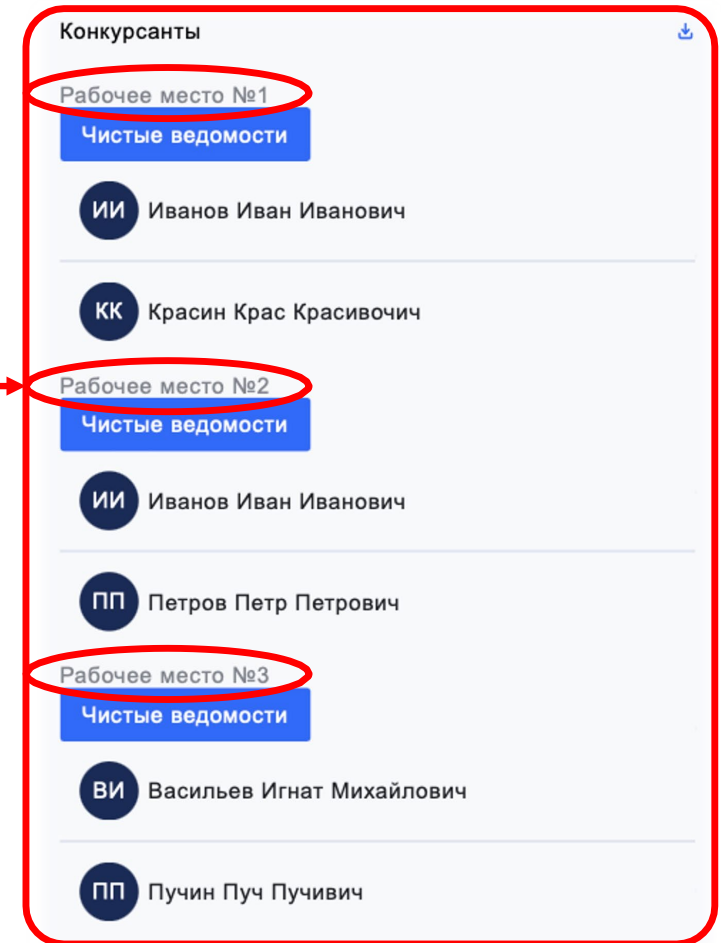 Конкурсанты
Рабочее место №1
Чистые ведомости
ИИ Иванов Иван Иванович
КК Красин Крас Красивочич
Рабочее место №2
Чистые ведомости
ИИ Иванов Иван Иванович
ПП Петров Петр Петрович
Рабочее место №3
Чистые ведомости
ВИ Васильев Игнат Михайлович
ПП Пучин Пуч Пучивич